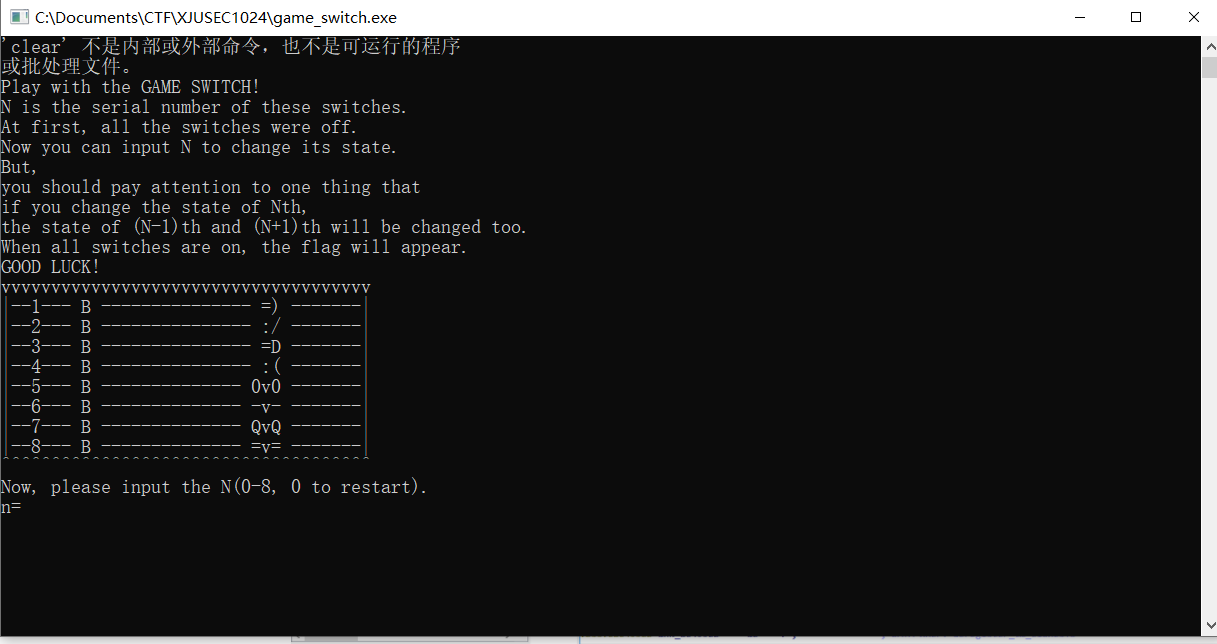 C:\Documents\CTF\XJUSEC1024\game_switch.exe
'clear' 不是内部或外部命令，也不是可运行的程序
或批处理文件。
Play with the GAME SWITCH!
N is the serial number of these switches.
At first, all the switches were off.
Now you can input N to change its state.
But,
you should pay attention to one thing that
if you change the state of Nth,
the state of (N-1)th and (N+1)th will be changed too.
When all switches are on, the flag will appear.
GOOD LUCK!
vvvvvvvvvvvvvvvvvvvvvvvvvvvvvvvvvvvvv
|--1--- B --------------- =) -------|
|--2--- B --------------- :/ -------|
|--3--- B --------------- =D -------|
|--4--- B --------------- :( -------|
|--5--- B -------------- 0v0 -------|
|--6--- B -------------- -v- -------|
|--7--- B -------------- QvQ -------|
|--8--- B -------------- =v= -------|
^^^^^^^^^^^^^^^^^^^^^^^^^^^^^^^^^^^^^
Now, please input the N(0-8, 0 to restart).
n=